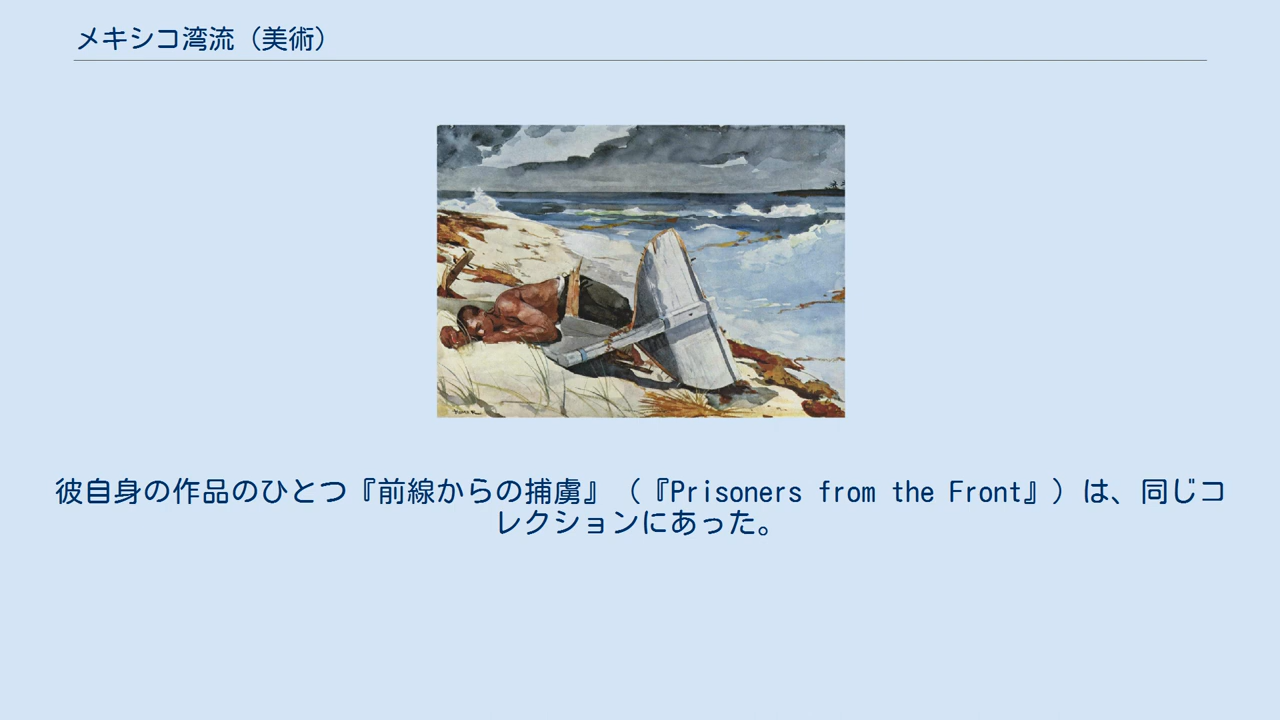 メキシコ湾流（美術）
彼自身の作品のひとつ『前線からの捕虜』（『Prisoners from the Front』）は、同じコ
レクションにあった。